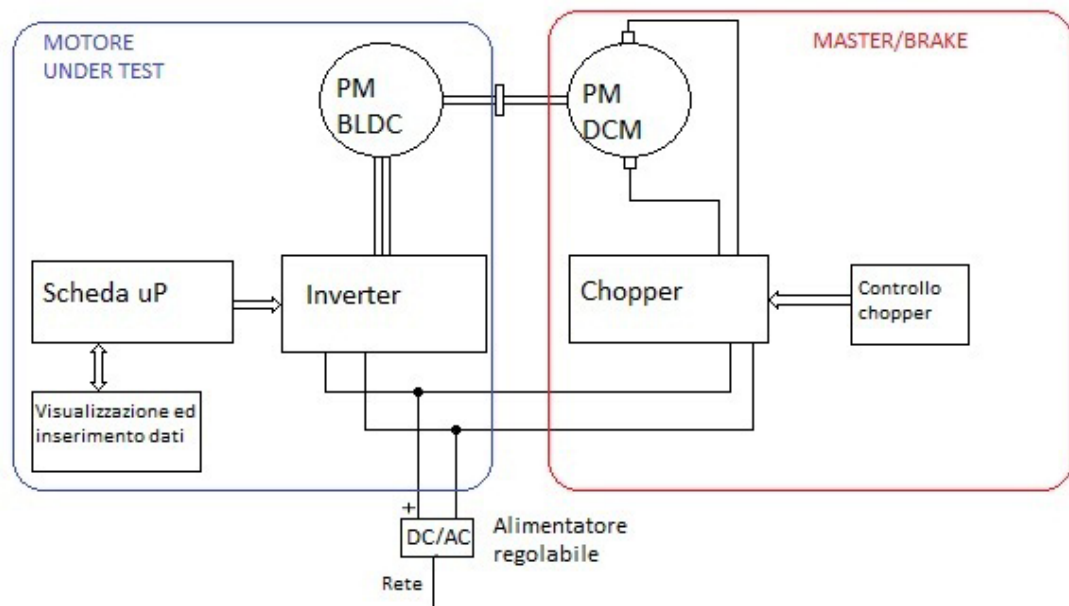 MOTORE
UNDER TEST
MASTER/BRAKE
PM
BLDC
PM
DCM
Scheda uP
Inverter
Chopper
Controllo
chopper
Visualizzazione ed
inserimento dati
+
DC/AC
Alimentatore
regolabile
Rete